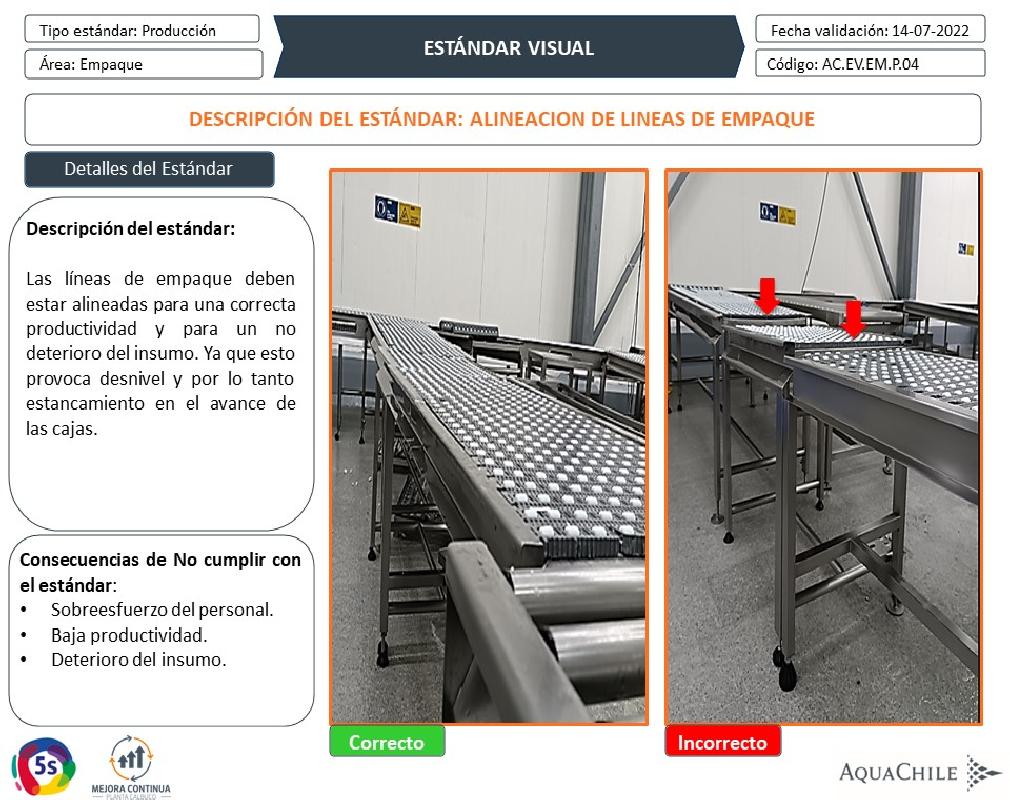 Tipo estándar: Producción
Área: Empaque
ESTÁNDAR VISUAL
Fecha validación: 14-07-2022
Código: AC.EV.EM.P.04
DESCRIPCIÓN DEL ESTÁNDAR: ALINEACION DE LINEAS DE EMPAQUE
Detalles del Estándar
Descripción del estándar:
Las líneas de empaque deben
estar alineadas para una correcta
productividad y para un no
deterioro del insumo. Ya que esto
provoca desnivel y por lo tanto
estancamiento en el avance de
las cajas.
Consecuencias de No cumplir con
el estándar:
• Sobreesfuerzo del personal.
• Baja productividad.
• Deterioro del insumo.
Correcto
Incorrecto
5s
MEJORA CONTINUA
PLANTA CALBUCO
AQUACHILE